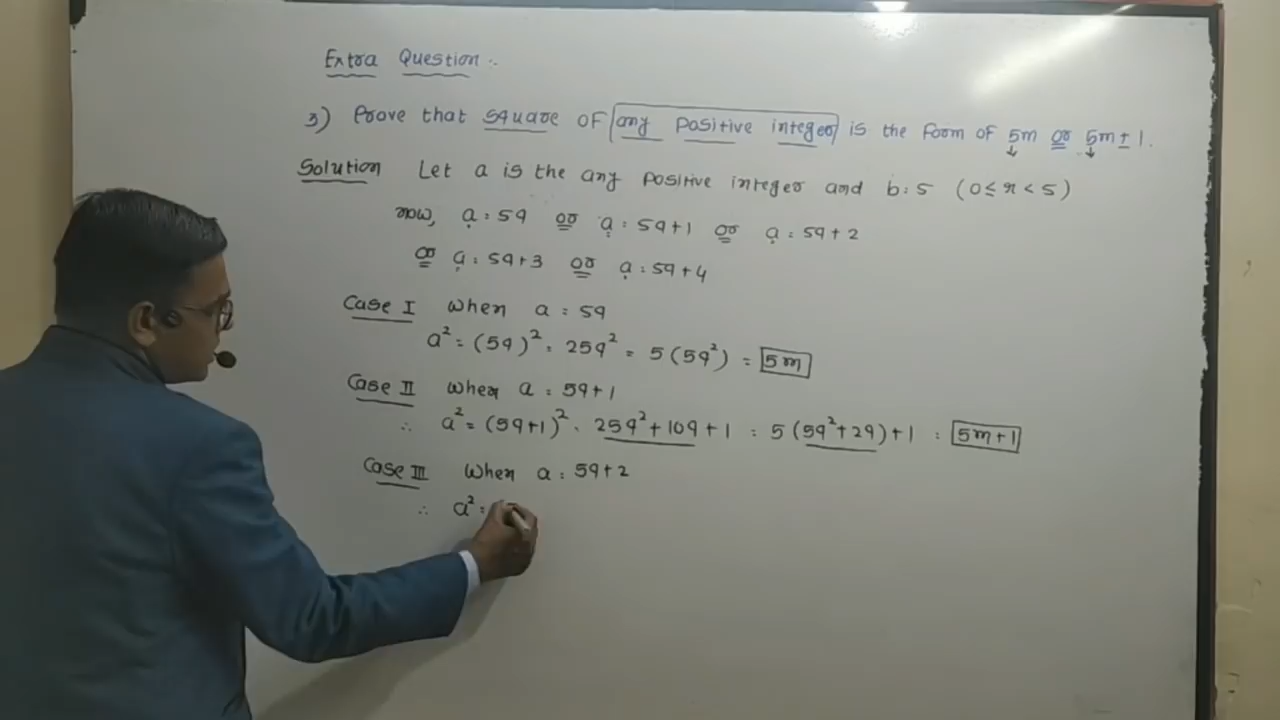 Extra Question :-
3) Prove that square of any positive integer is the form of 5m or 5m ± 1.
Solution Let a is the any positive integer and b = 5 (0 ≤ r < 5)
now, a = 5q or a = 5q+1 or a = 5q+2
or a = 5q+3 or a = 5q+4
Case I When a = 5q
a² = (5q)² = 25q² = 5(5q²) = 5m
Case II When a = 5q+1
∴ a² = (5q+1)² = 25q²+10q+1 = 5(5q²+2q)+1 = 5m+1
Case III When a = 5q+2
∴ a² =